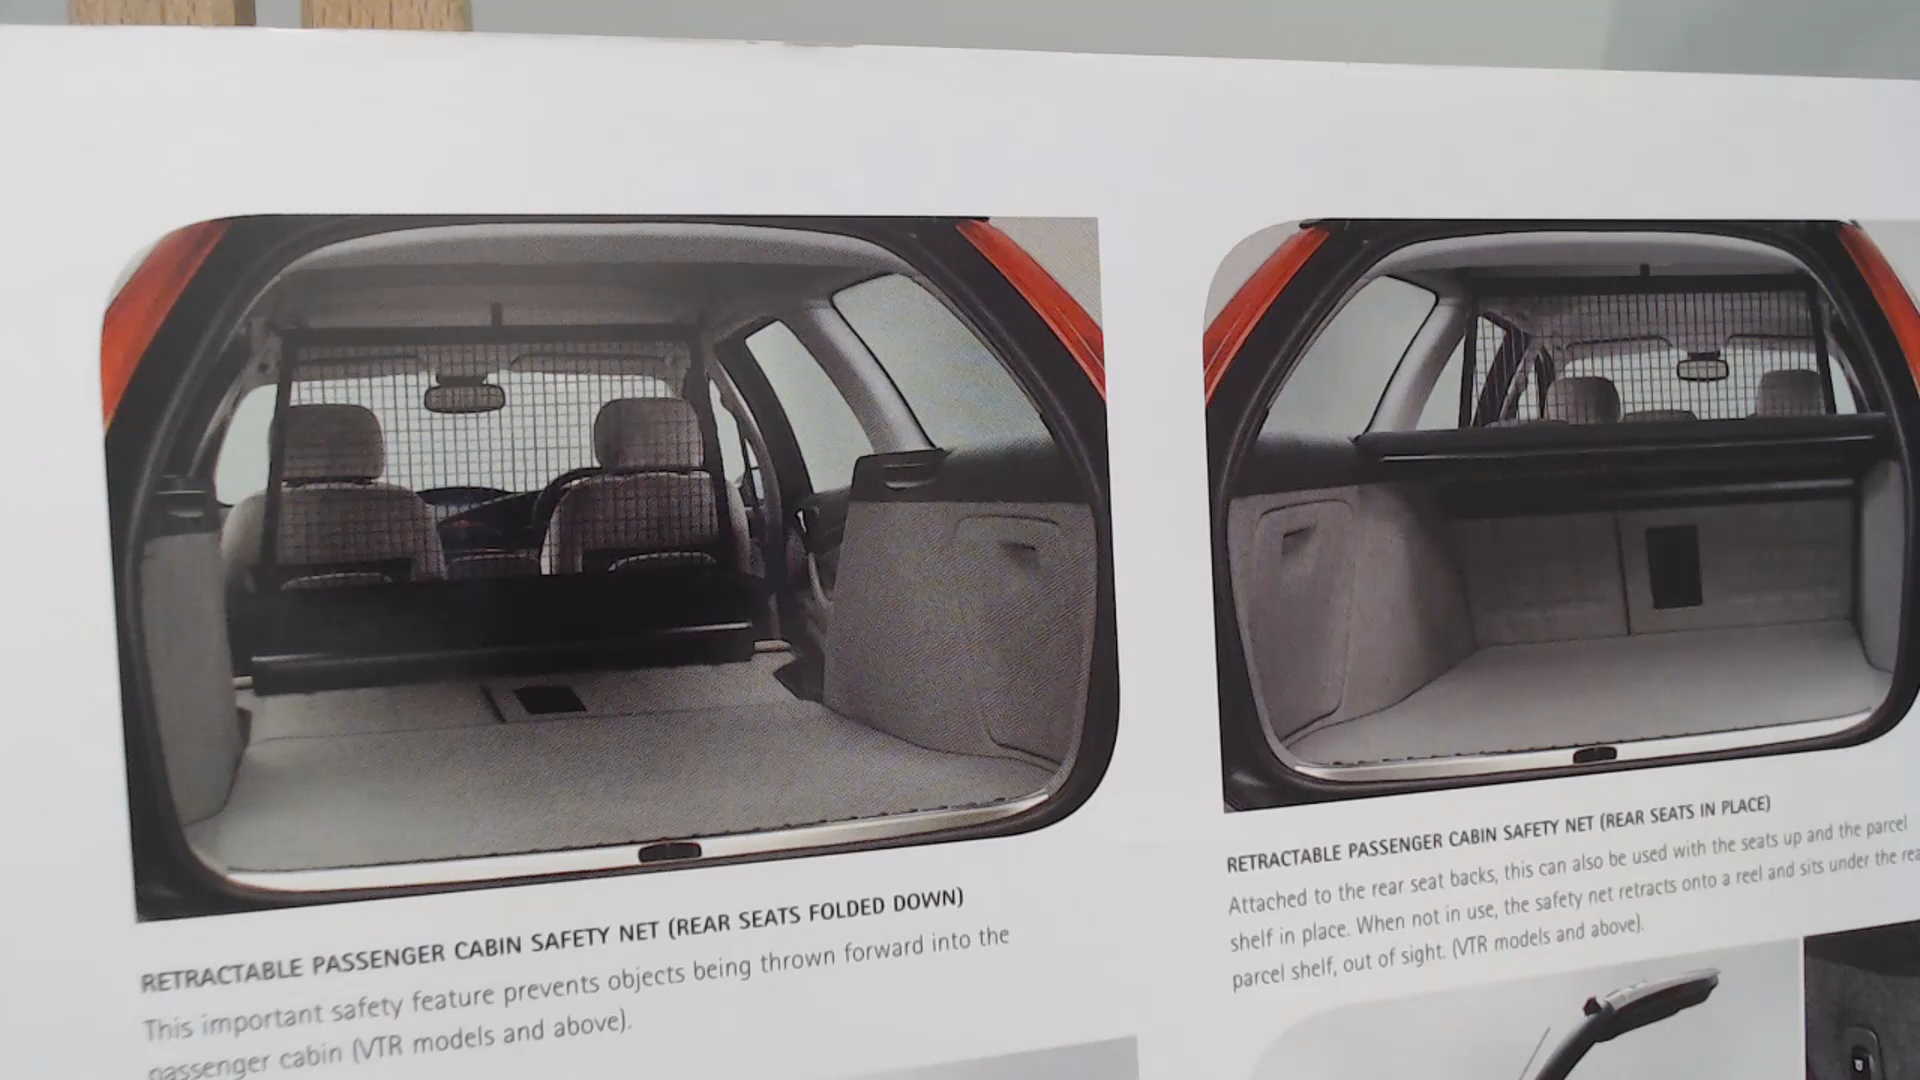 RETRACTABLE PASSENGER CABIN SAFETY NET (REAR SEATS FOLDED DOWN)
This important safety feature prevents objects being thrown forward into the
passenger cabin (VTR models and above).
RETRACTABLE PASSENGER CABIN SAFETY NET (REAR SEATS IN PLACE)
Attached to the rear seat backs, this can also be used with the seats up and the parcel
shelf in place. When not in use, the safety net retracts onto a reel and sits under the
parcel shelf, out of sight. (VTR models and above).